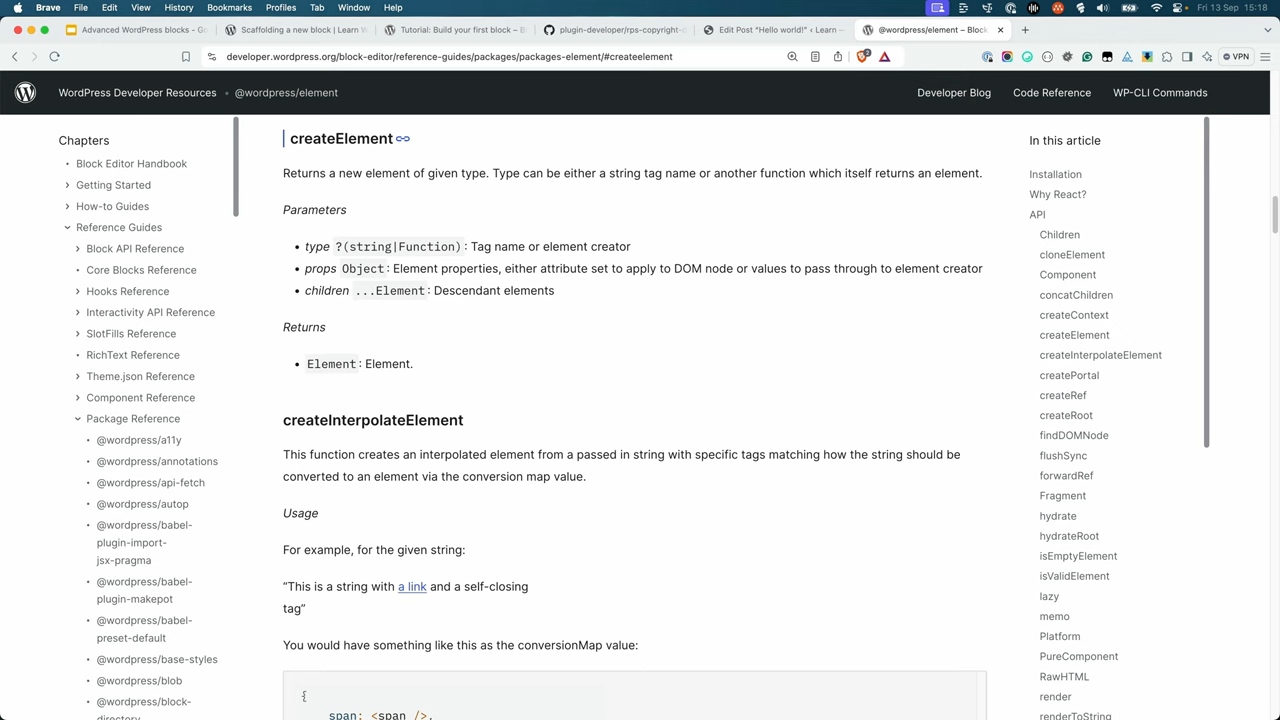 Brave File Edit View History Bookmarks Profiles Tab Window Help
Fri 13 Sep 15:18
Advanced WordPress blocks - Go
Scaffolding a new block | Learn W
Tutorial: Build your first block – B
plugin-developer/rps-copyright-d
Edit Post "Hello world!" ‹ Learn —
@wordpress/element – Block
developer.wordpress.org/block-editor/reference-guides/packages/packages-element/#createelement
2
VPN
WordPress Developer Resources • @wordpress/element
Developer Blog Code Reference WP-CLI Commands
Chapters
Block Editor Handbook
Getting Started
How-to Guides
Reference Guides
Block API Reference
Core Blocks Reference
Hooks Reference
Interactivity API Reference
SlotFills Reference
RichText Reference
Theme.json Reference
Component Reference
Package Reference
@wordpress/a11y
@wordpress/annotations
@wordpress/api-fetch
@wordpress/autop
@wordpress/babel-
plugin-import-
jsx-pragma
@wordpress/babel-
plugin-makepot
@wordpress/babel-
preset-default
@wordpress/base-styles
@wordpress/blob
@wordpress/block-
directory
createElement
Returns a new element of given type. Type can be either a string tag name or another function which itself returns an element.
Parameters
• type ?(string|Function): Tag name or element creator
• props Object: Element properties, either attribute set to apply to DOM node or values to pass through to element creator
• children ...Element: Descendant elements
Returns
• Element: Element.
createInterpolateElement
This function creates an interpolated element from a passed in string with specific tags matching how the string should be
converted to an element via the conversion map value.
Usage
For example, for the given string:
“This is a string with a link and a self-closing
tag”
You would have something like this as the conversionMap value:
{
span: <span />,
In this article
Installation
Why React?
API
Children
cloneElement
Component
concatChildren
createContext
createElement
createInterpolateElement
createPortal
createRef
createRoot
findDOMNode
flushSync
forwardRef
Fragment
hydrate
hydrateRoot
isEmptyElement
isValidElement
lazy
memo
Platform
PureComponent
RawHTML
render
renderToString